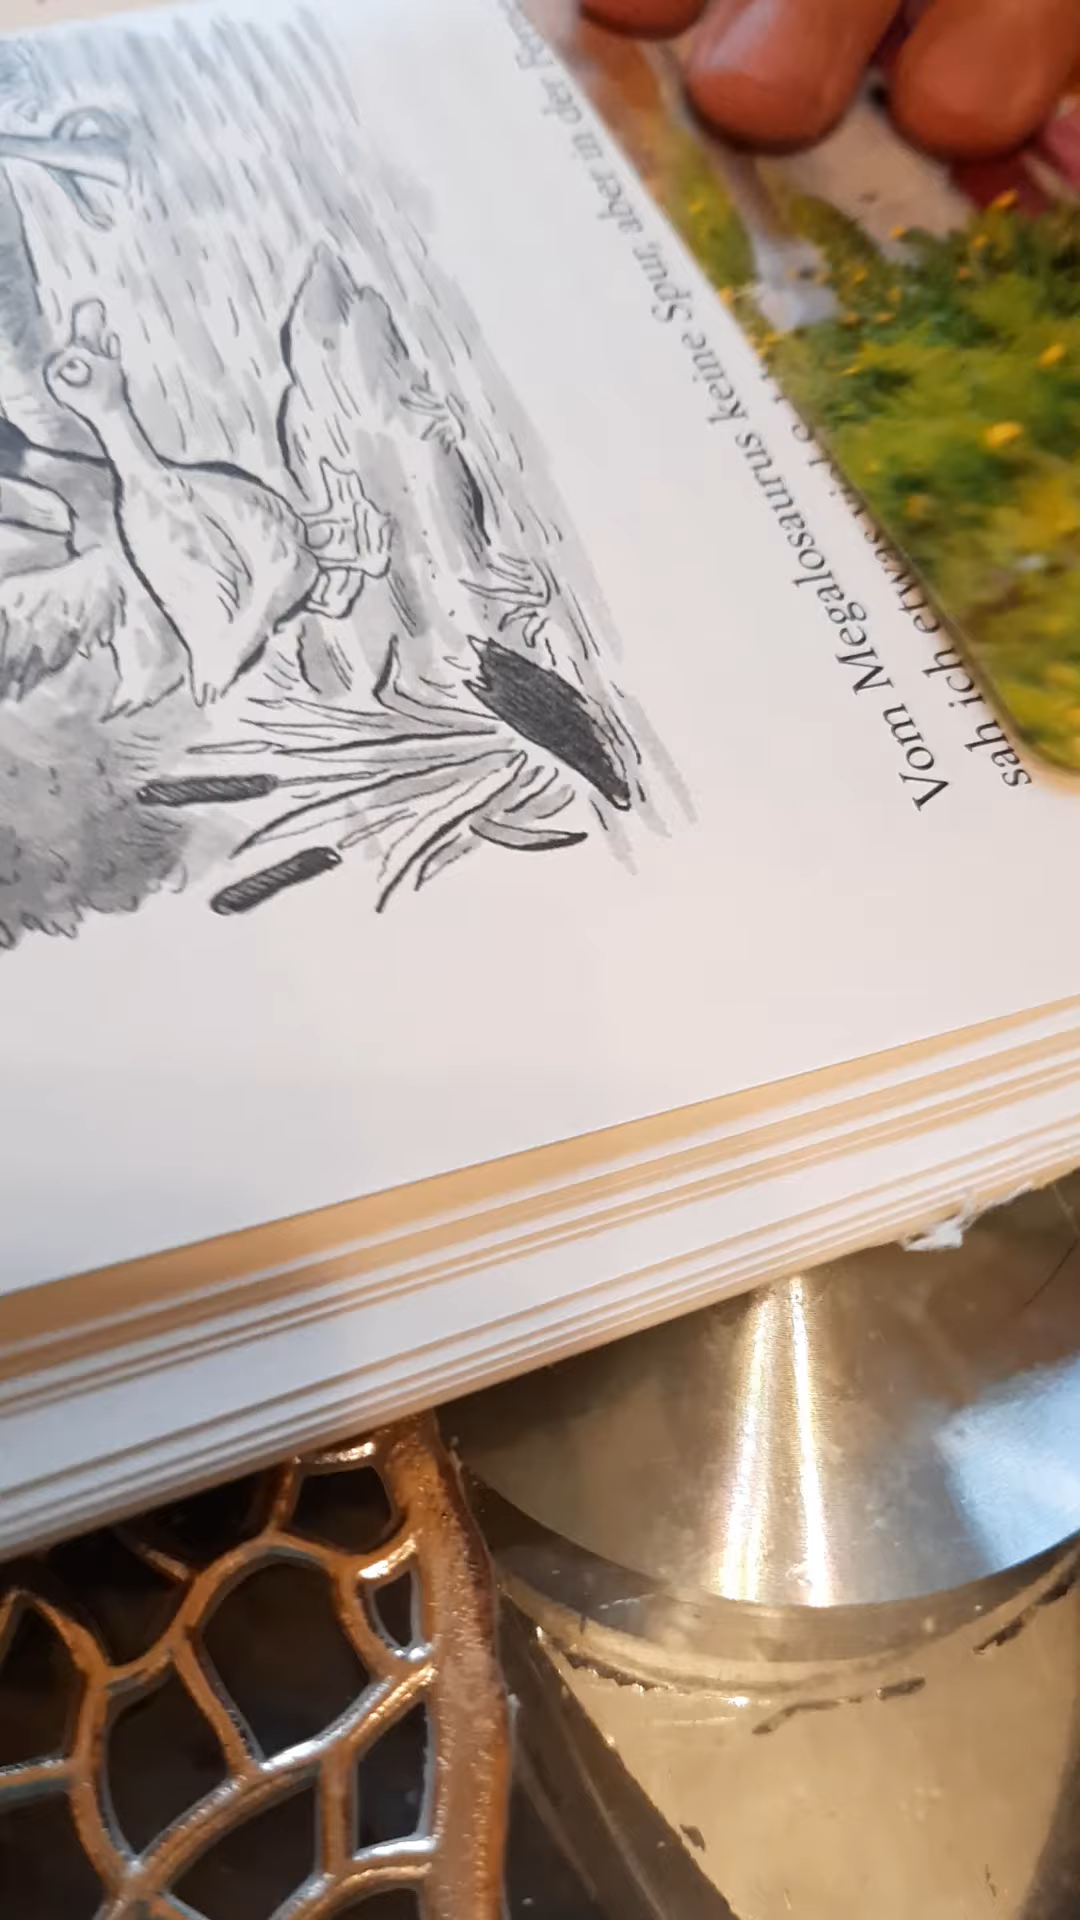 Vom Megalosaurus keine Spur, aber in der
sah ich etwas